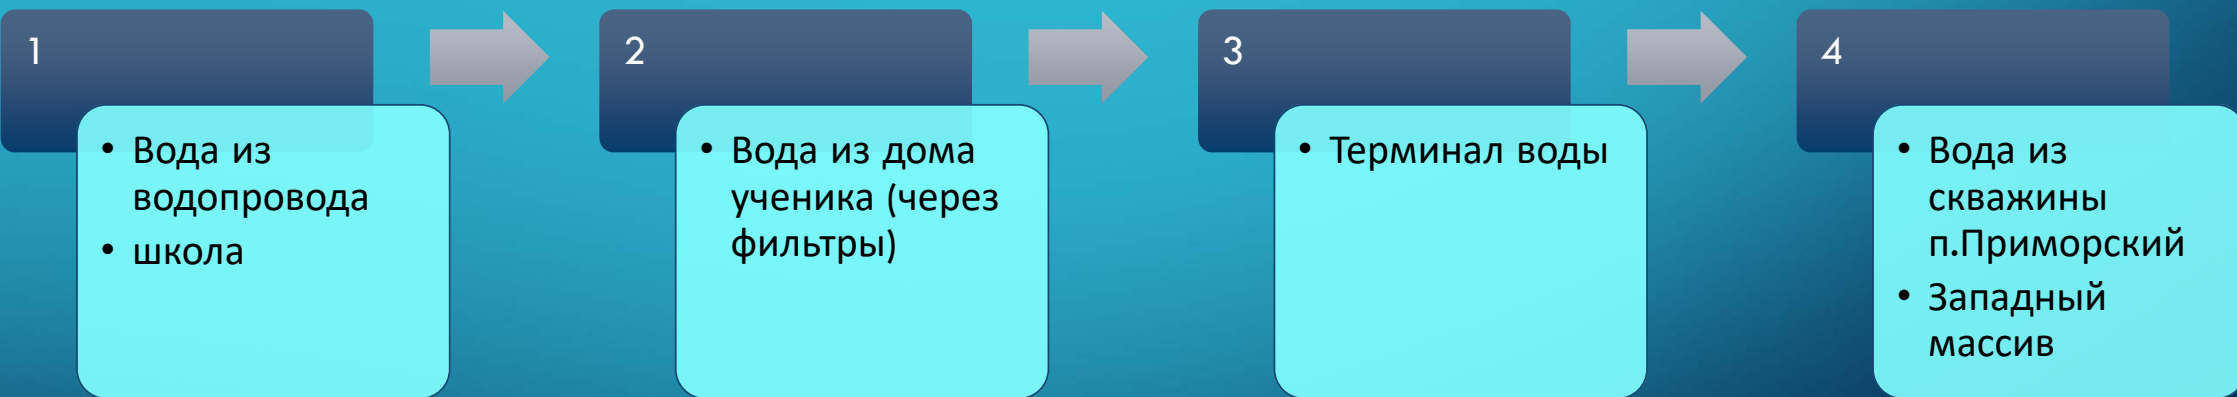 1
• Вода из
водопровода
• школа
2
• Вода из дома
ученика (через
фильтры)
3
• Терминал воды
4
• Вода из
скважины
п.Приморский
• Западный
массив